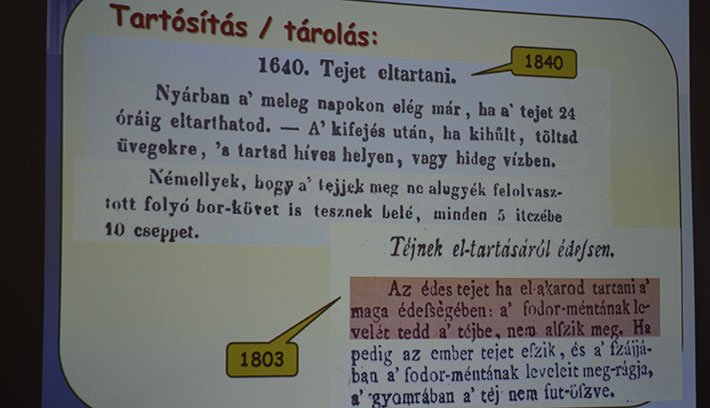 Tartósítás / tárolás:
1640. Tejet eltartani.
1840
Nyárban a' meleg napokon elég már, ha a' tejet 24
óráig eltarthatod. — A' kifejés után, ha kihűlt, töltsd
üvegekre, 's tartsd híves helyen, vagy hideg vízben.
Némellyek, hogy a' tejjek meg ne alugyék felolvasz-
tott folyó bor-követ is tesznek belé, minden 5 itczébe
10 cseppet.
Téjnek el-tartásáról édeſsen.
Az édes tejet ha el-akarod tartani a'
maga édeſségében: a' fodor-méntának le-
velét tedd a' téjbe, nem alſzik meg. Ha
pedig az ember tejet eſzik, és a' ſzájjá-
ban a' fodor-méntának leveleit meg-rágja,
a' gyomrában a' téj nem fut-öſzve.
1803